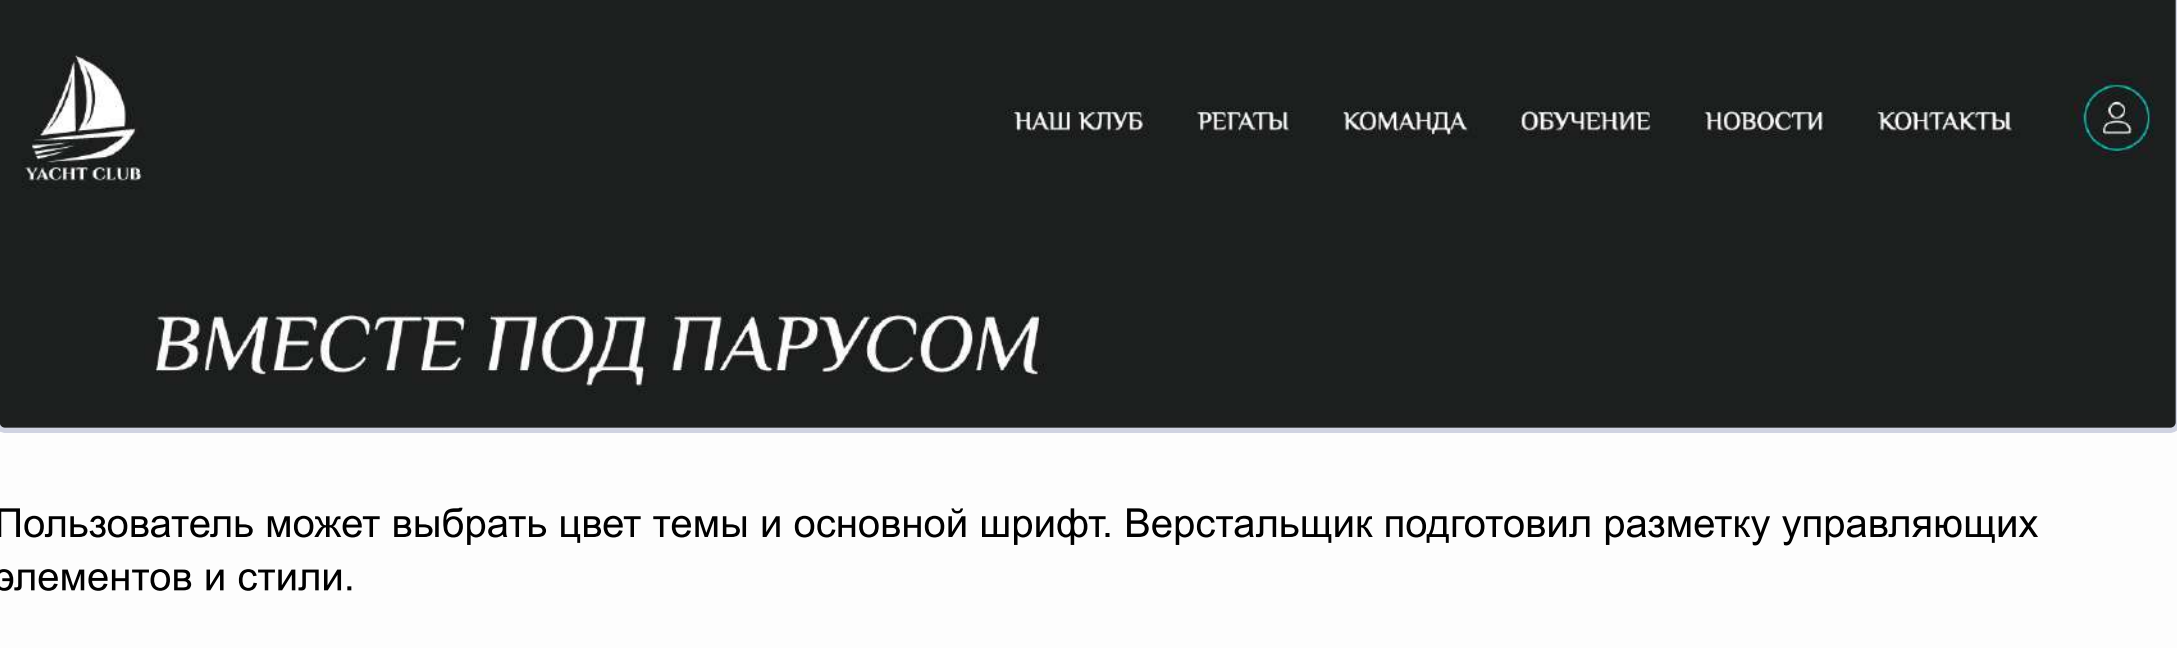 YACHT CLUB
НАШ КЛУБ РЕГАТЫ КОМАНДА ОБУЧЕНИЕ НОВОСТИ КОНТАКТЫ
ВМЕСТЕ ПОД ПАРУСОМ
Пользователь может выбрать цвет темы и основной шрифт. Верстальщик подготовил разметку управляющих
элементов и стили.